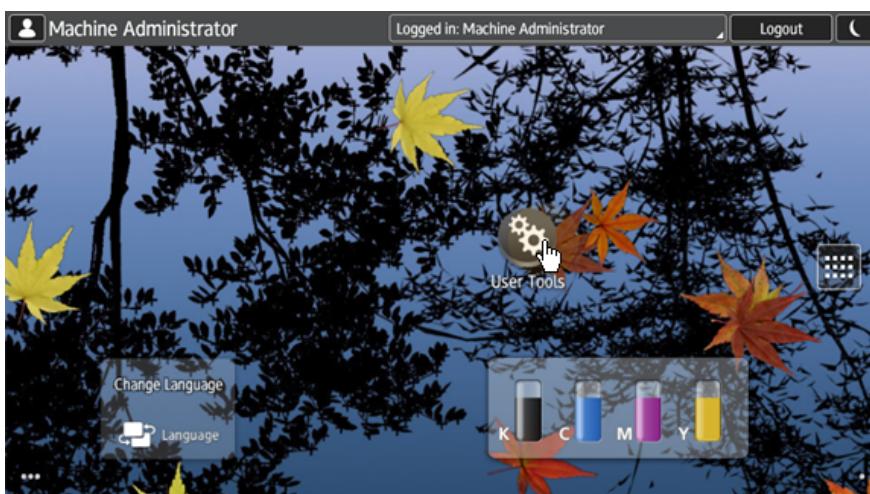 Machine Administrator
Logged in: Machine Administrator
Logout
User Tools
Change Language
Language
K
C
M
Y